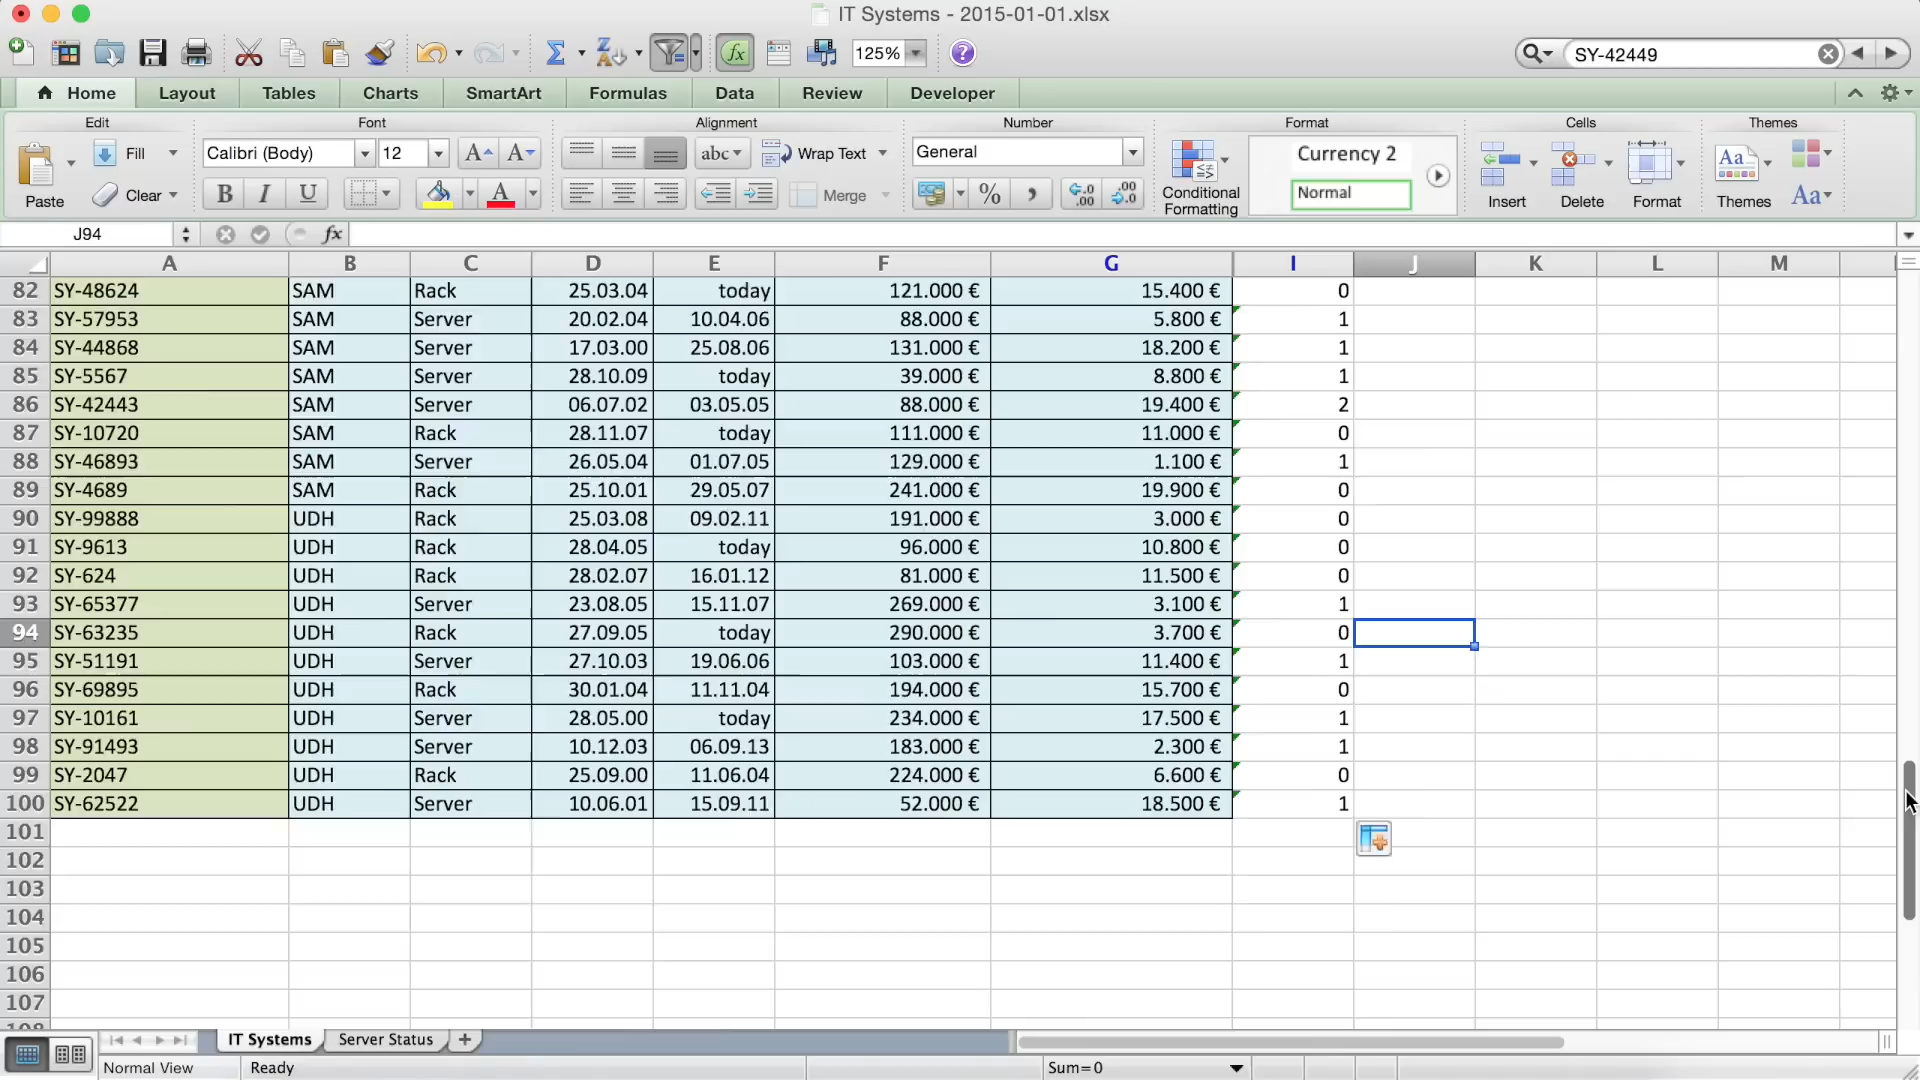 IT Systems - 2015-01-01.xlsx
125%
SY-42449
Home Layout Tables Charts SmartArt Formulas Data Review Developer
Edit Font Alignment Number Format Cells Themes
Fill Calibri (Body) 12 abc Wrap Text General Currency 2
Paste Clear B I U A Merge % Conditional Formatting Normal Insert Delete Format Themes Aa
J94 fx
A B C D E F G I J K L M
82 SY-48624 SAM Rack 25.03.04 today 121.000 € 15.400 € 0
83 SY-57953 SAM Server 20.02.04 10.04.06 88.000 € 5.800 € 1
84 SY-44868 SAM Server 17.03.00 25.08.06 131.000 € 18.200 € 1
85 SY-5567 SAM Server 28.10.09 today 39.000 € 8.800 € 1
86 SY-42443 SAM Server 06.07.02 03.05.05 88.000 € 19.400 € 2
87 SY-10720 SAM Rack 28.11.07 today 111.000 € 11.000 € 0
88 SY-46893 SAM Server 26.05.04 01.07.05 129.000 € 1.100 € 1
89 SY-4689 SAM Rack 25.10.01 29.05.07 241.000 € 19.900 € 0
90 SY-99888 UDH Rack 25.03.08 09.02.11 191.000 € 3.000 € 0
91 SY-9613 UDH Rack 28.04.05 today 96.000 € 10.800 € 0
92 SY-624 UDH Rack 28.02.07 16.01.12 81.000 € 11.500 € 0
93 SY-65377 UDH Server 23.08.05 15.11.07 269.000 € 3.100 € 1
94 SY-63235 UDH Rack 27.09.05 today 290.000 € 3.700 € 0
95 SY-51191 UDH Server 27.10.03 19.06.06 103.000 € 11.400 € 1
96 SY-69895 UDH Rack 30.01.04 11.11.04 194.000 € 15.700 € 0
97 SY-10161 UDH Server 28.05.00 today 234.000 € 17.500 € 1
98 SY-91493 UDH Server 10.12.03 06.09.13 183.000 € 2.300 € 1
99 SY-2047 UDH Rack 25.09.00 11.06.04 224.000 € 6.600 € 0
100 SY-62522 UDH Server 10.06.01 15.09.11 52.000 € 18.500 € 1
101
102
103
104
105
106
107
IT Systems Server Status
Normal View Ready Sum=0